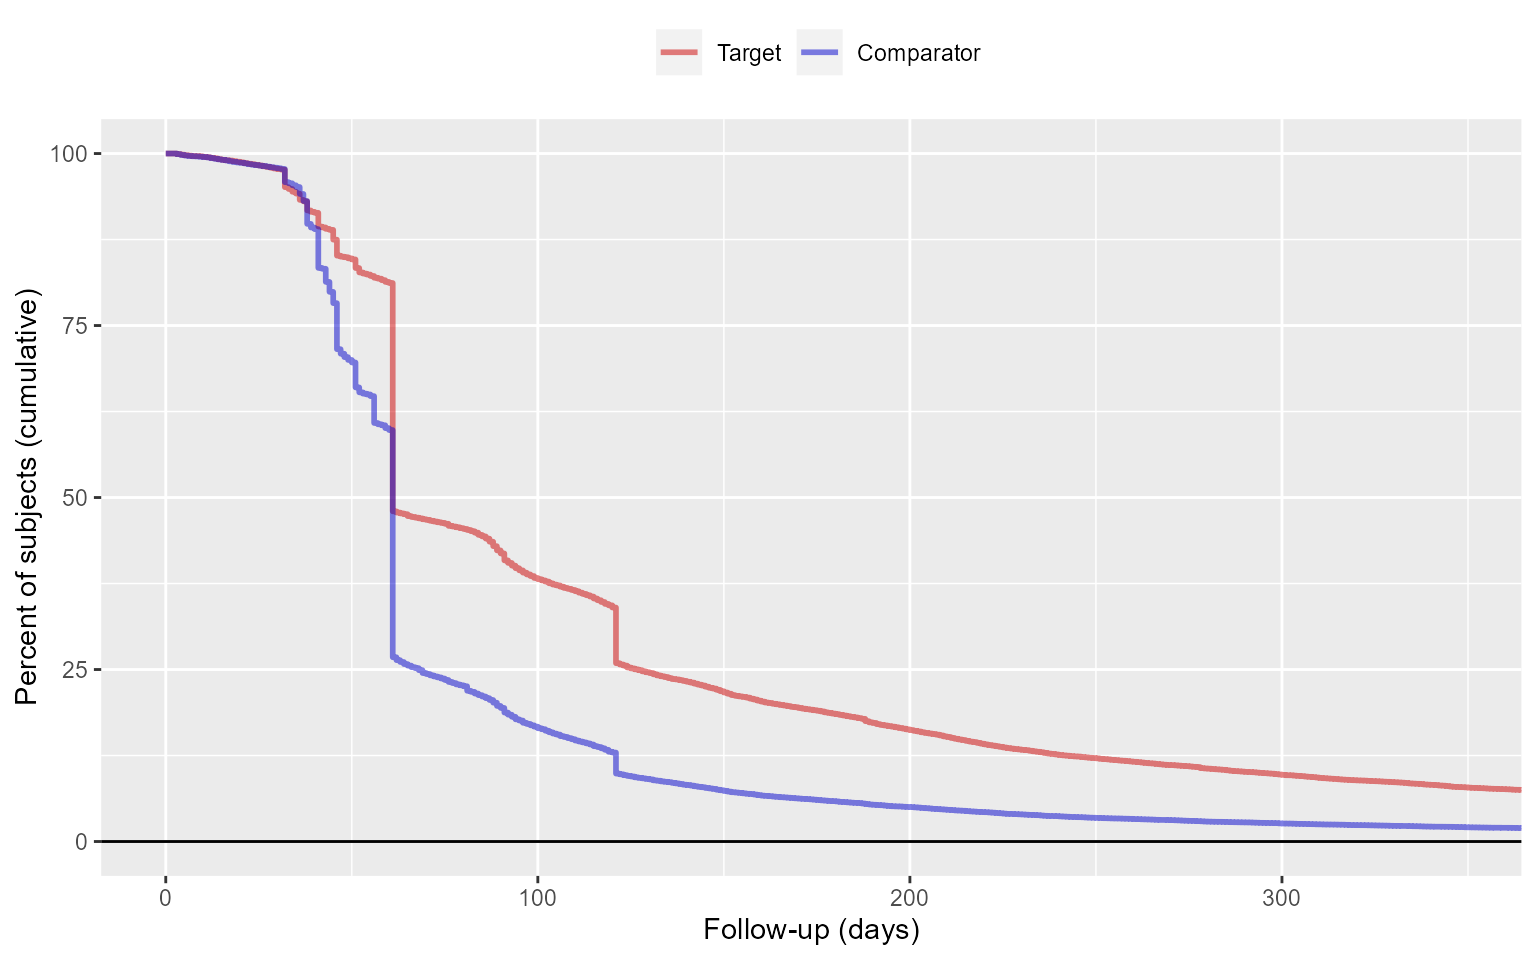 Target Comparator
Percent of subjects (cumulative)
100
75
50
25
0
0 100 200 300
Follow-up (days)